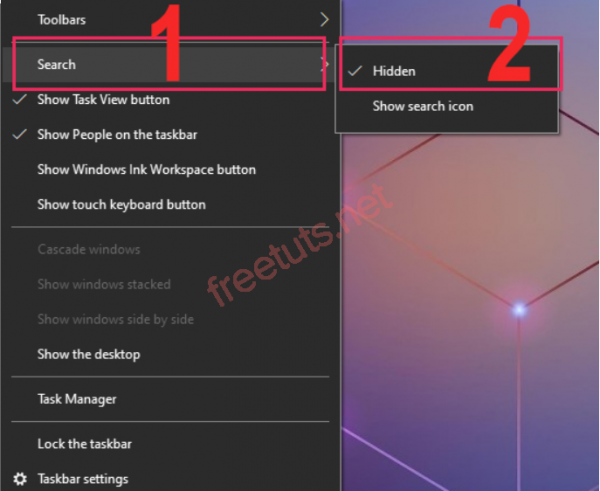 Toolbars
1
Search
2
Hidden
Show search icon
Show Task View button
Show People on the taskbar
Show Windows Ink Workspace button
Show touch keyboard button
Cascade windows
Show windows stacked
Show windows side by side
Show the desktop
Task Manager
Lock the taskbar
Taskbar settings
freetuts.net